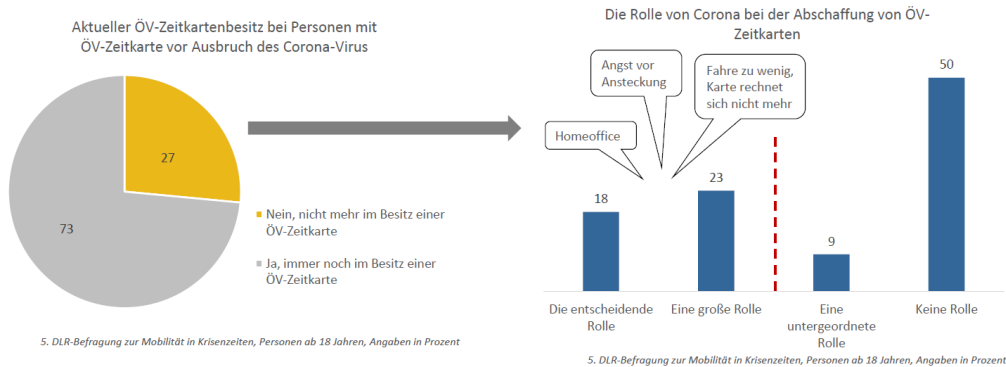 Aktueller ÖV-Zeitkartenbesitz bei Personen mit
ÖV-Zeitkarte vor Ausbruch des Corona-Virus
27
73
Nein, nicht mehr im Besitz einer
ÖV-Zeitkarte
Ja, immer noch im Besitz einer
ÖV-Zeitkarte
5. DLR-Befragung zur Mobilität in Krisenzeiten, Personen ab 18 Jahren, Angaben in Prozent
Die Rolle von Corona bei der Abschaffung von ÖV-
Zeitkarten
Angst vor
Ansteckung
Fahre zu wenig,
Karte rechnet
sich nicht mehr
Homeoffice
18
23
9
50
Die entscheidende
Rolle
Eine große Rolle
Eine
untergeordnete
Rolle
Keine Rolle
5. DLR-Befragung zur Mobilität in Krisenzeiten, Personen ab 18 Jahren, Angaben in Prozent